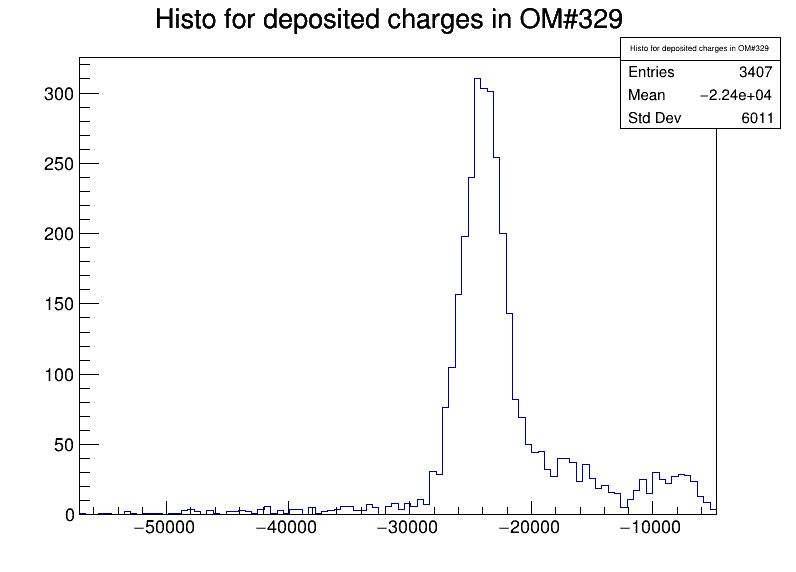 Histo for deposited charges in OM#329
Histo for deposited charges in OM#329
Entries 3407
Mean −2.24e+04
Std Dev 6011
300
250
200
150
100
50
0
−50000 −40000 −30000 −20000 −10000